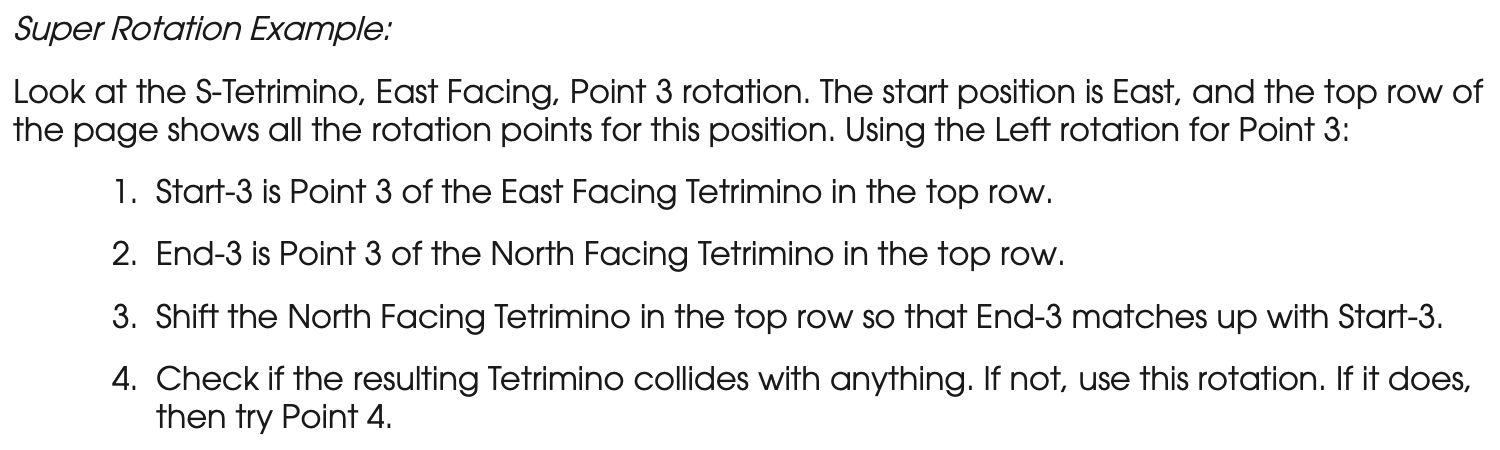 Super Rotation Example:
Look at the S-Tetrimino, East Facing, Point 3 rotation. The start position is East, and the top row of
the page shows all the rotation points for this position. Using the Left rotation for Point 3:
1. Start-3 is Point 3 of the East Facing Tetrimino in the top row.
2. End-3 is Point 3 of the North Facing Tetrimino in the top row.
3. Shift the North Facing Tetrimino in the top row so that End-3 matches up with Start-3.
4. Check if the resulting Tetrimino collides with anything. If not, use this rotation. If it does,
then try Point 4.